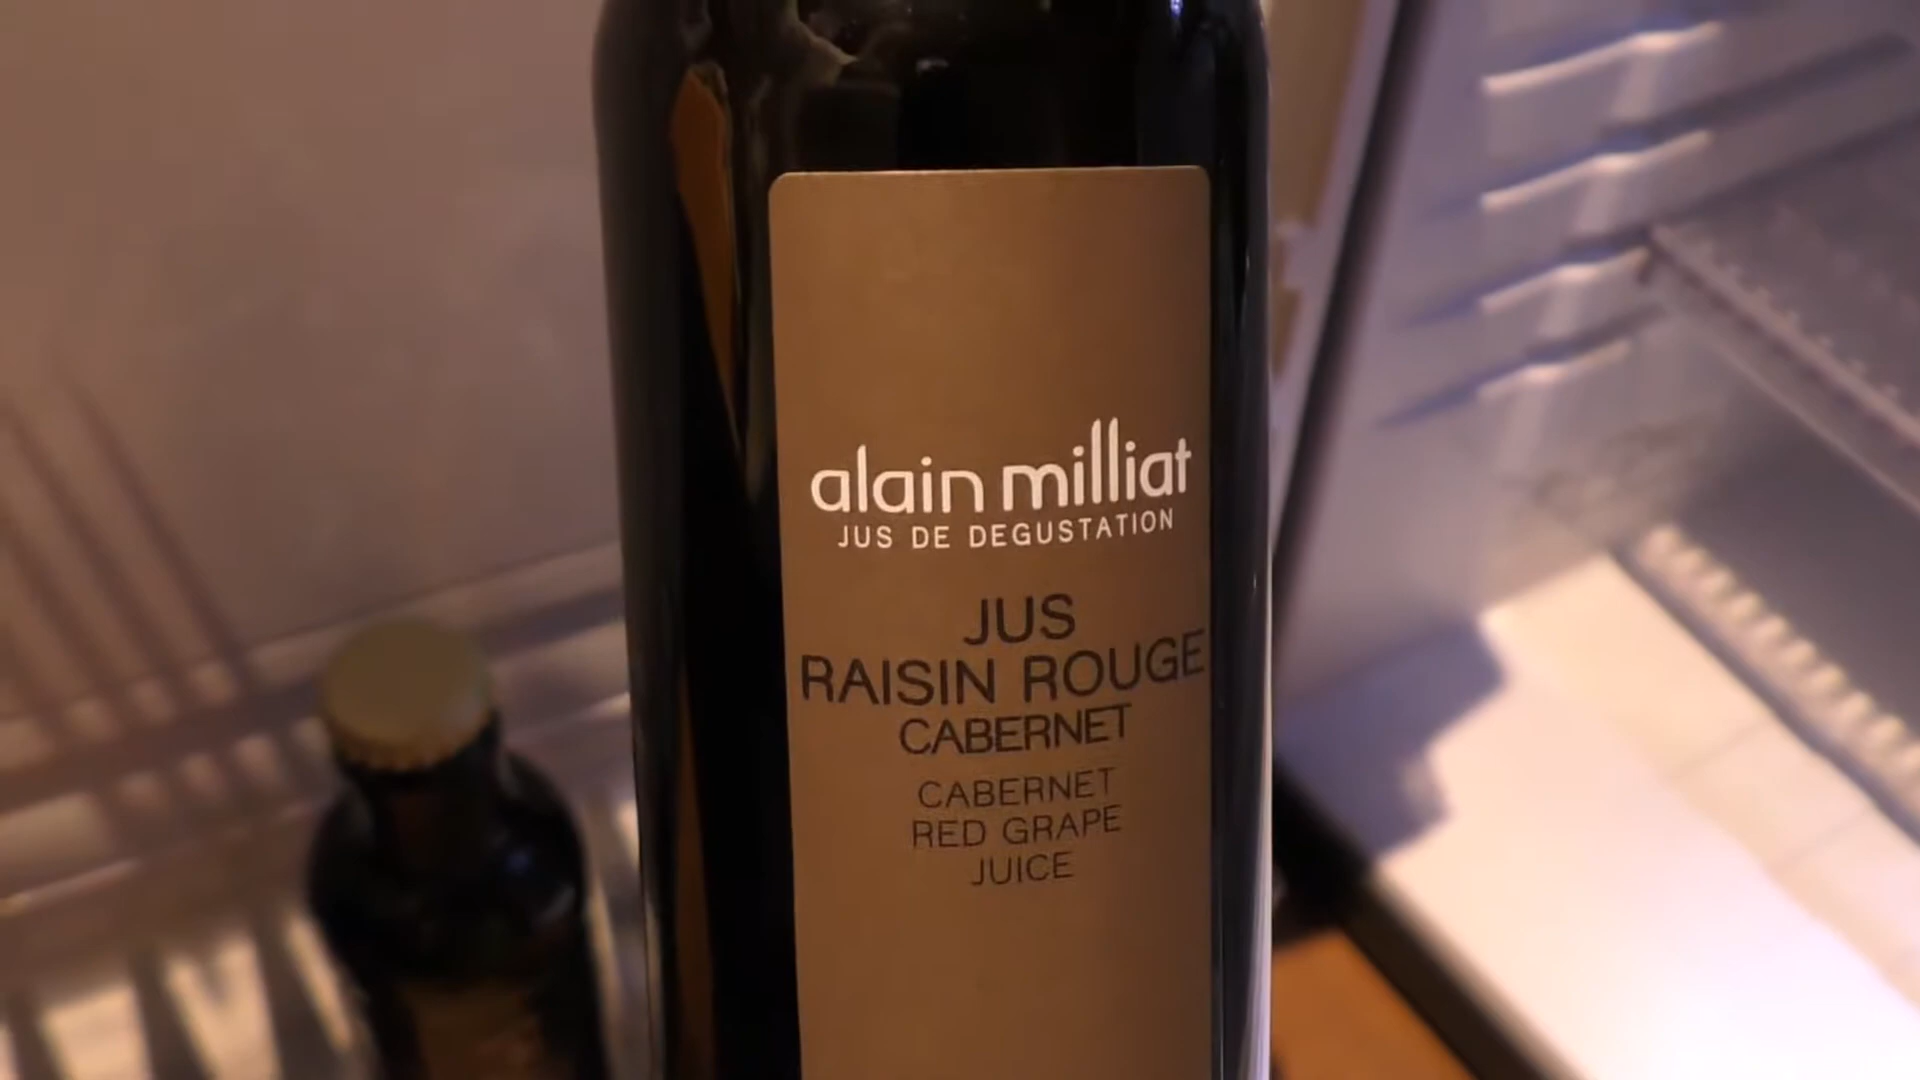 alain milliat
JUS DE DEGUSTATION
JUS
RAISIN ROUGE
CABERNET
CABERNET
RED GRAPE
JUICE